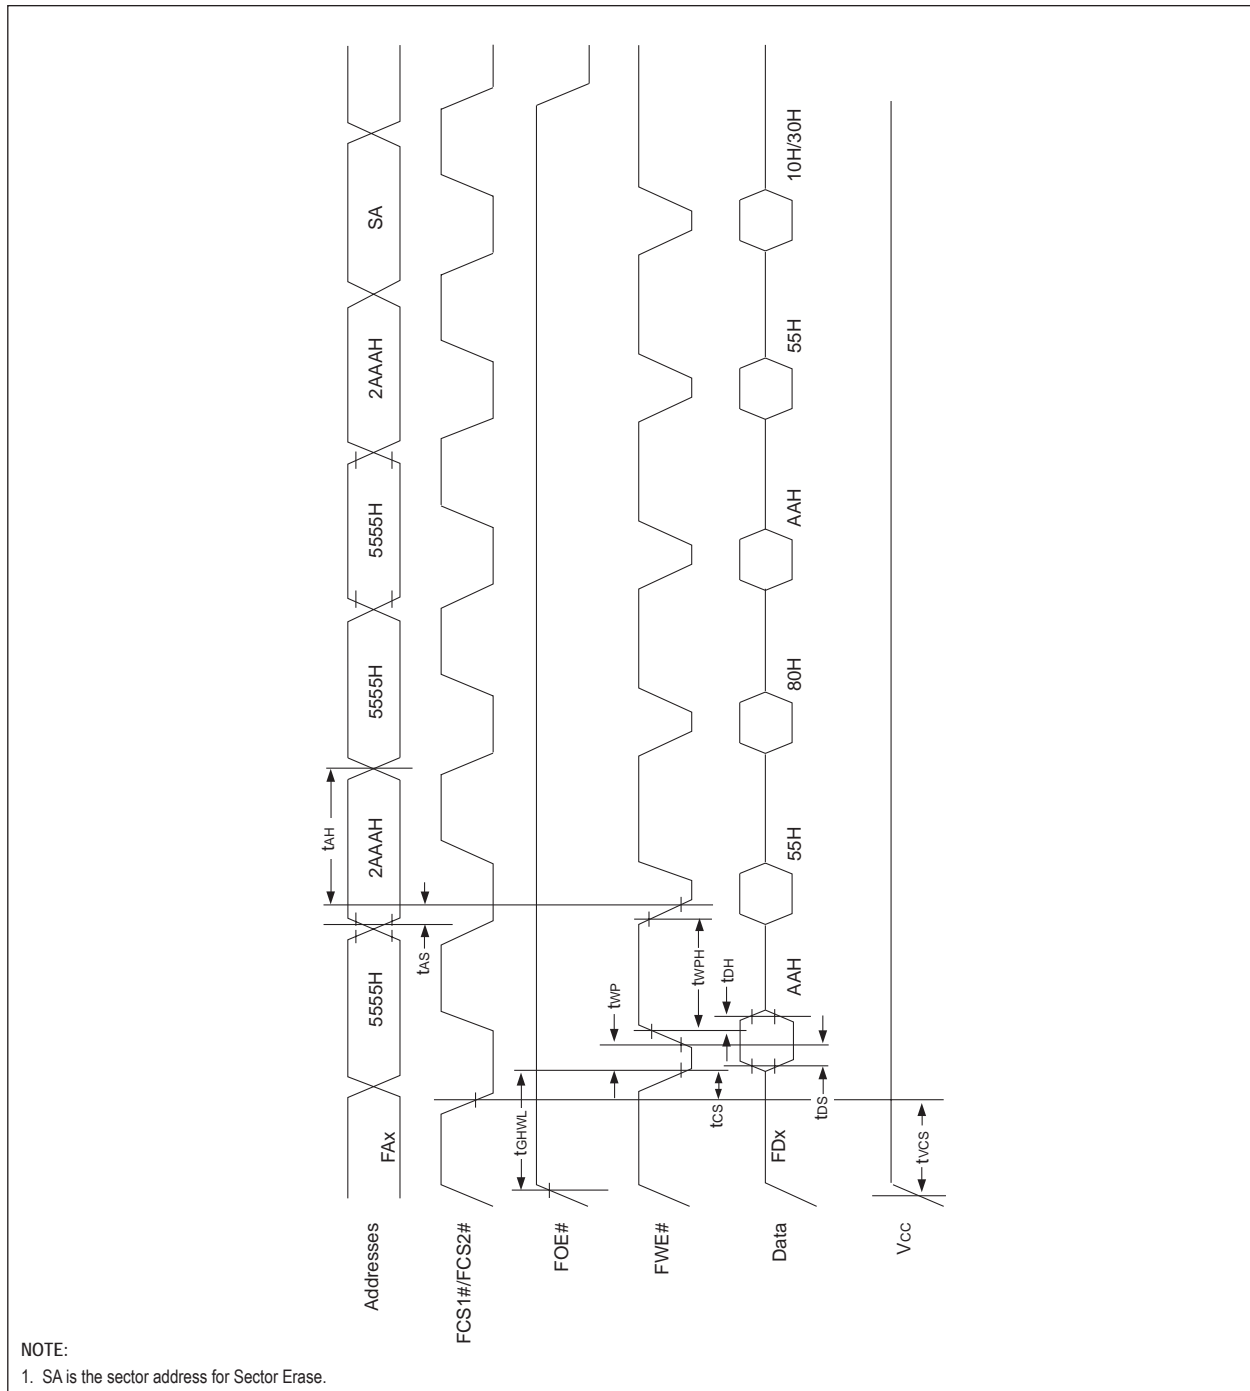 Addresses
FAx
5555H
2AAAH
5555H
5555H
2AAAH
SA
tAS
tAH
FCS1#/FCS2#
FOE#
tGHWL
FWE#
tCS
tWP
tWPH
Data
FDx
AAH
55H
80H
AAH
55H
10H/30H
tDH
tDS
VCC
tVCS
NOTE:
1. SA is the sector address for Sector Erase.